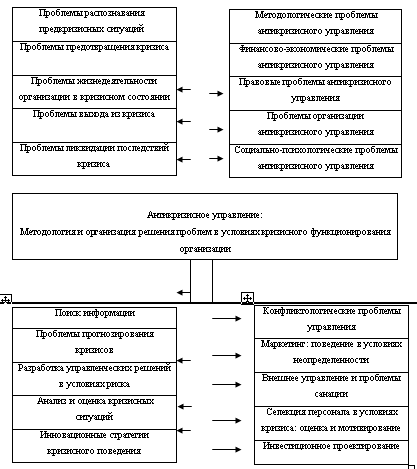 Проблемы распознавания
предкризисных ситуаций
Проблемы предотвращения кризиса
Проблемы жизнедеятельности
организации в кризисном состоянии
Проблемы выхода из кризиса
Проблемы ликвидации последствий
кризиса
Методологические проблемы
антикризисного управления
Финансово-экономические проблемы
антикризисного управления
Правовые проблемы антикризисного
управления
Проблемы организации
антикризисного управления
Социально-психологические проблемы
антикризисного управления
Антикризисное управление:
Методология и организация решения проблем в условиях кризисного функционирования
организации
Поиск информации
Проблемы прогнозирования
кризисов
Разработка управленческих решений
в условиях риска
Анализ и оценка кризисных
ситуаций
Инновационные стратегии
кризисного поведения
Конфликтологические проблемы
управления
Маркетинг: поведение в условиях
неопределенности
Внешнее управление и проблемы
санации
Селекция персонала в условиях
кризиса: оценка и мотивирование
Инвестиционное проектирование